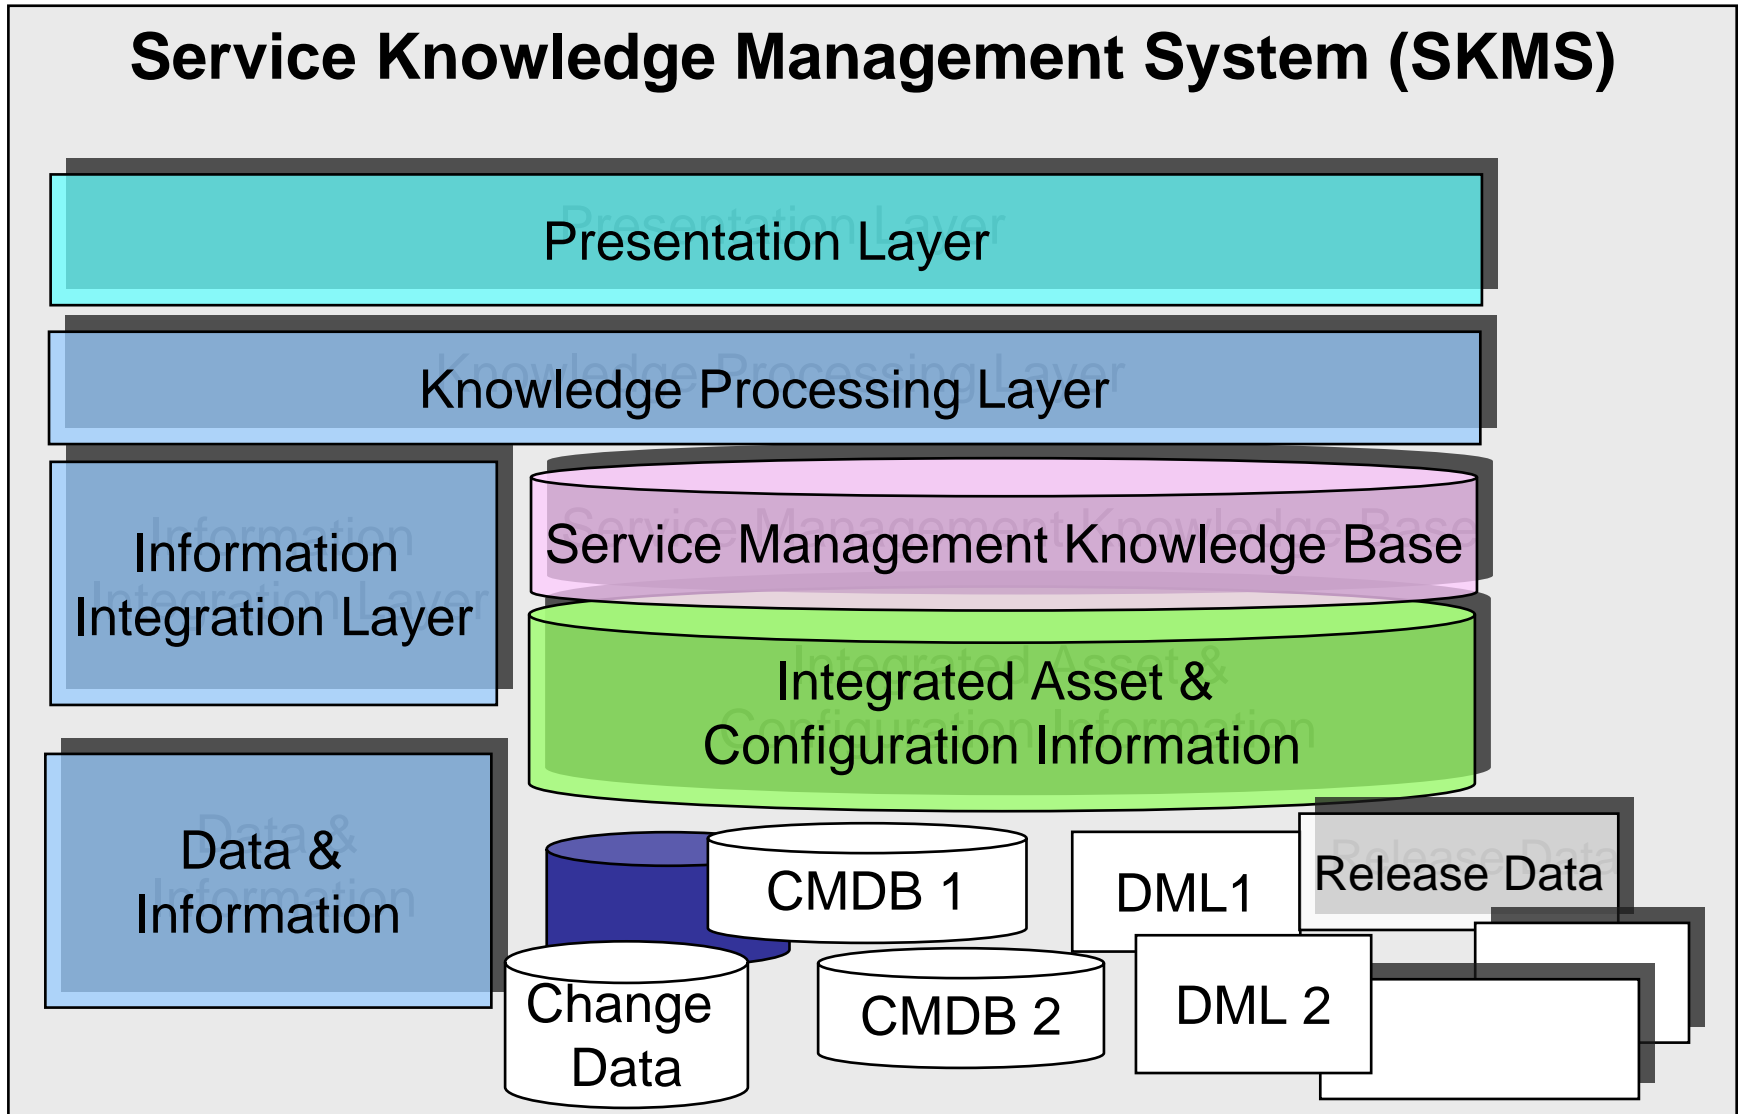 Service Knowledge Management System (SKMS)
Presentation Layer
Knowledge Processing Layer
Information
Integration Layer
Service Management Knowledge Base
Integrated Asset &
Configuration Information
Data &
Information
CMDB 1
DML1
Release Data
Change
Data
CMDB 2
DML 2